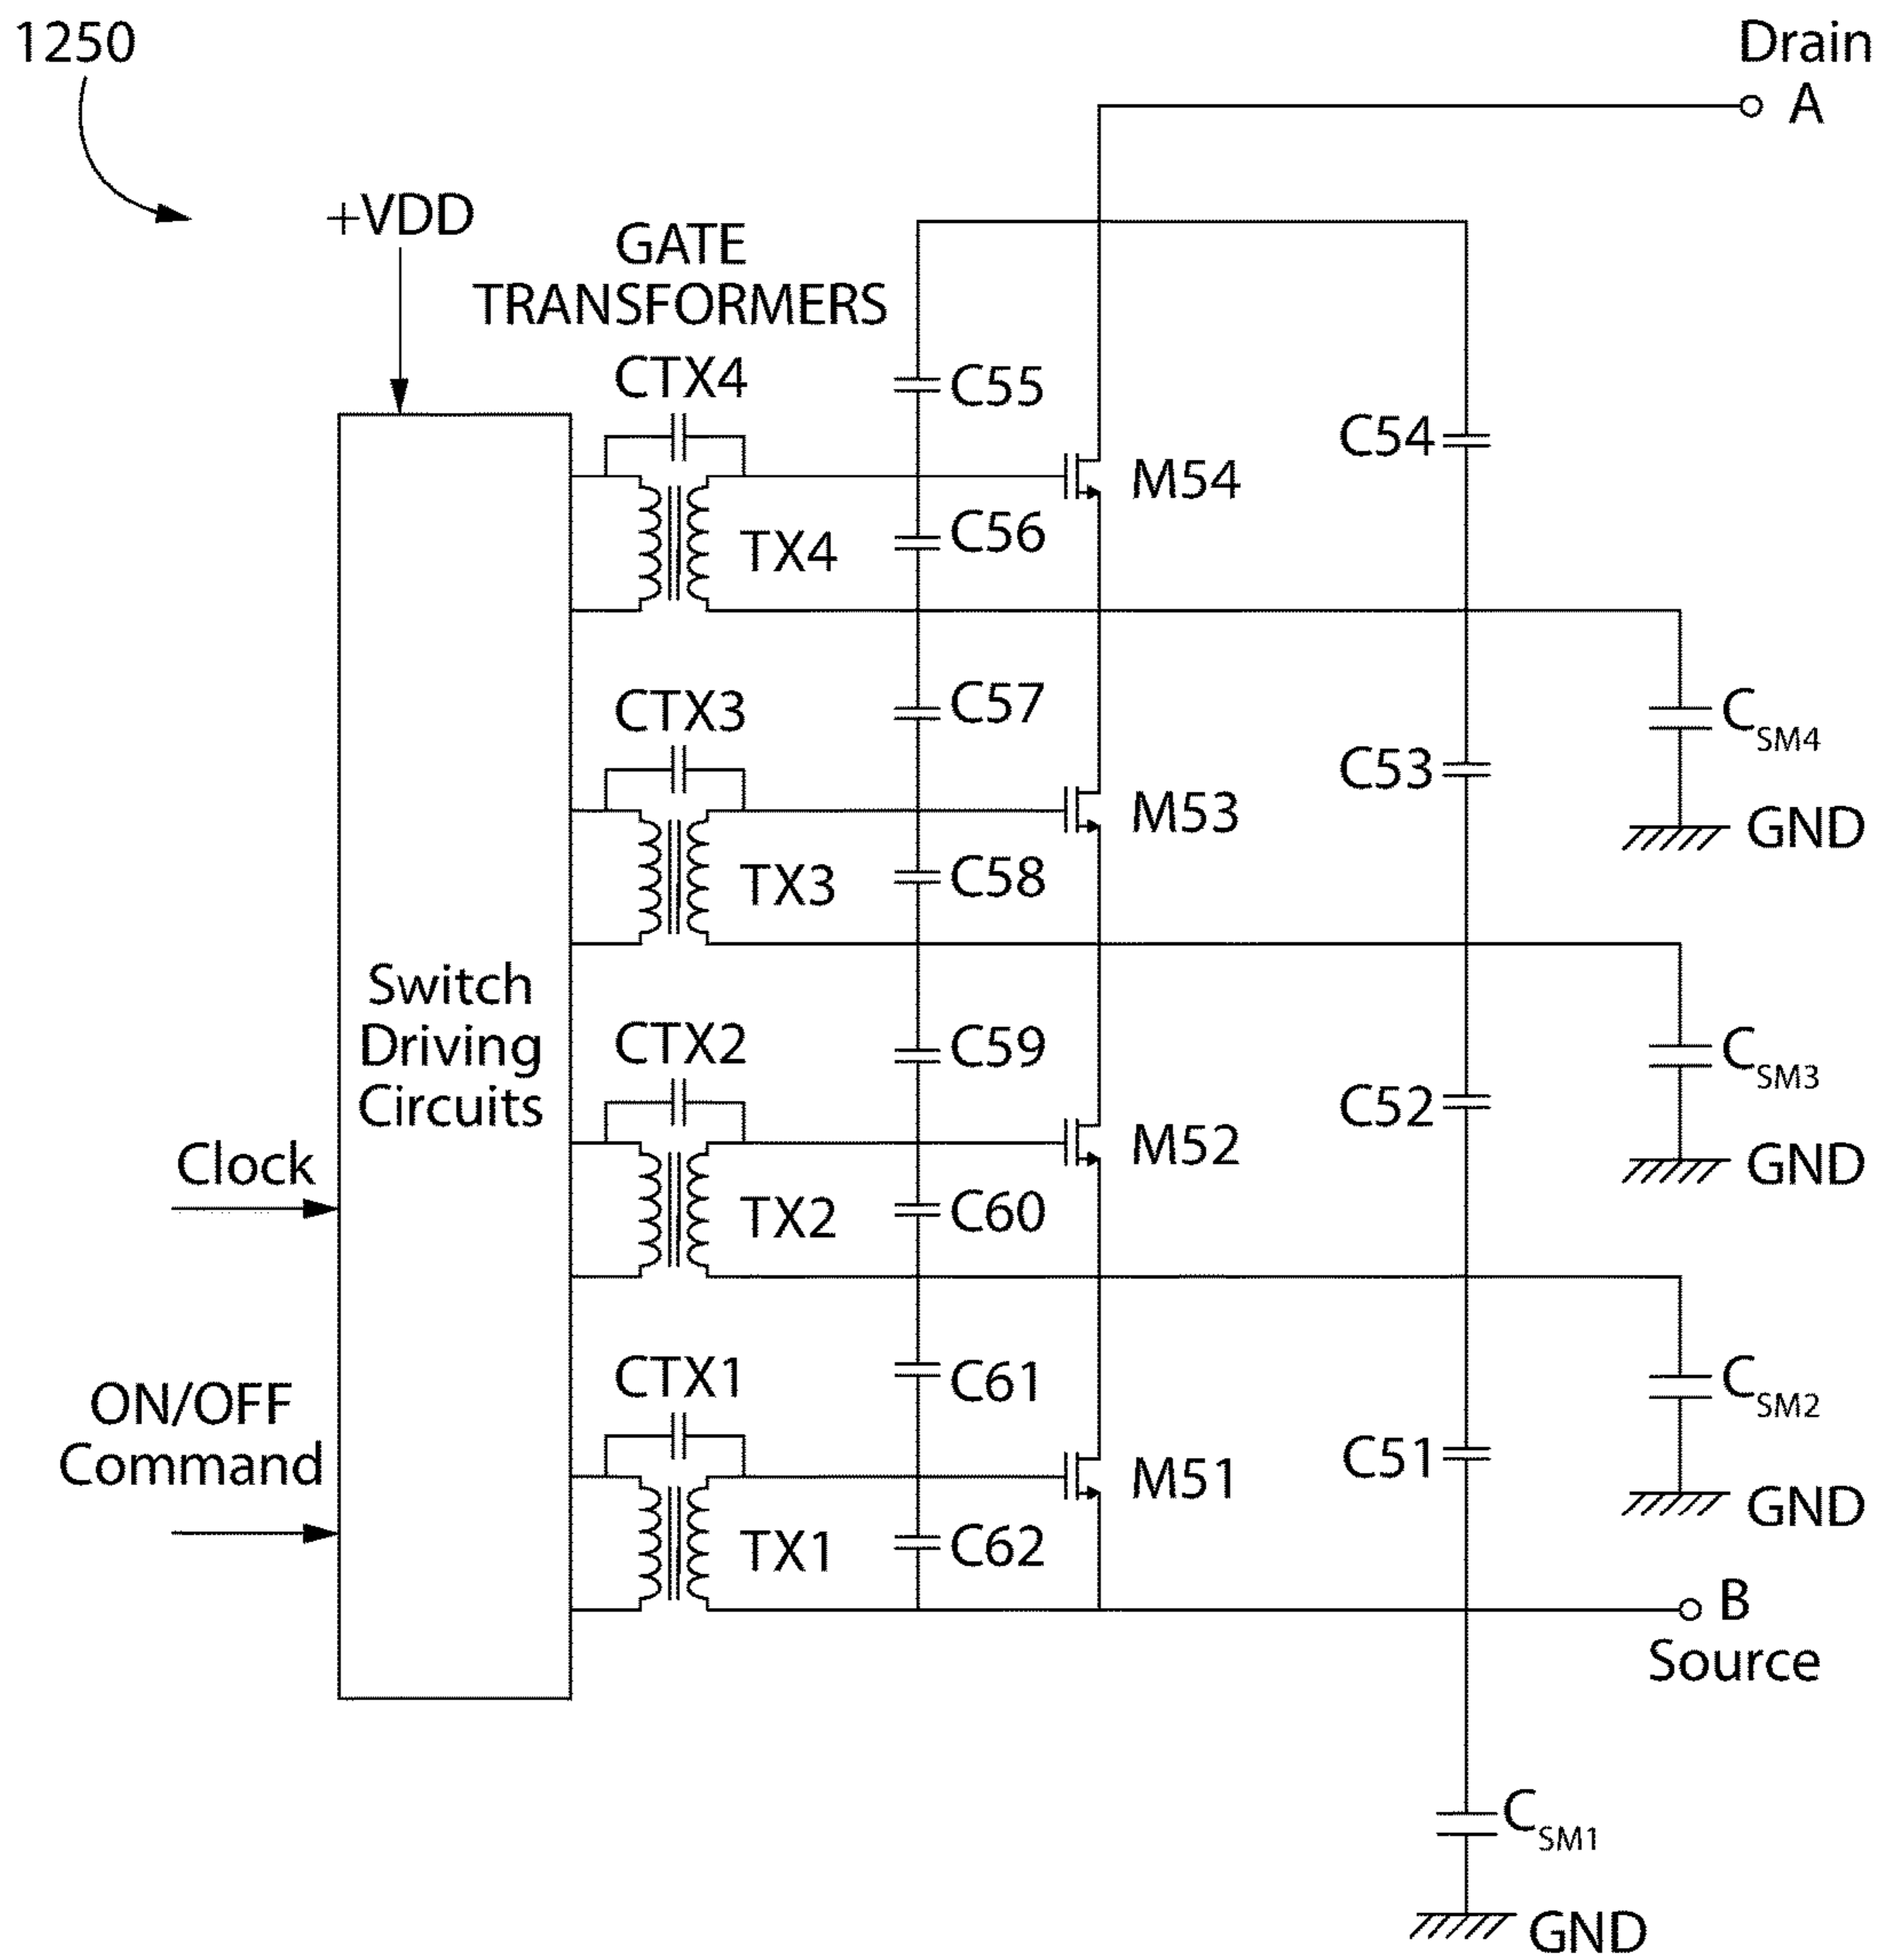 1250
Drain
A
+VDD
GATE
TRANSFORMERS
CTX4
C55
C54
M54
C56
TX4
CTX3
C57
CSM4
C53
M53
GND
TX3
C58
Switch
Driving
Circuits
CTX2
C59
CSM3
C52
M52
GND
Clock
TX2
C60
CTX1
C61
CSM2
ON/OFF
Command
C51
M51
GND
TX1
C62
B
Source
CSM1
GND